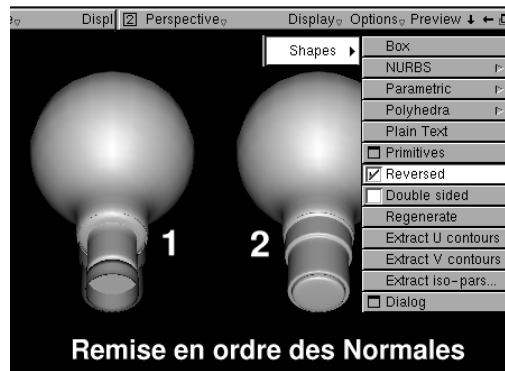 Displ 2 Perspective Display Options Preview
Shapes
Box
NURBS
Parametric
Polyhedra
Plain Text
Primitives
Reversed
Double sided
Regenerate
Extract U contours
Extract V contours
Extract iso-pars...
Dialog
1
2
Remise en ordre des Normales